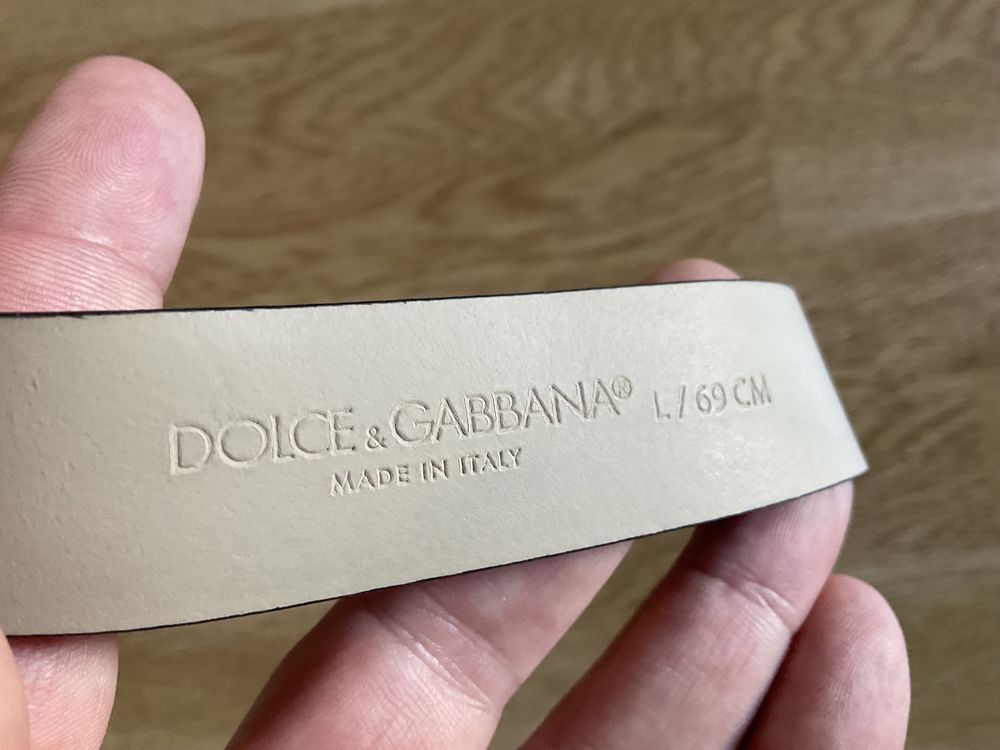 DOLCE & GABBANA® L / 69 CM
MADE IN ITALY